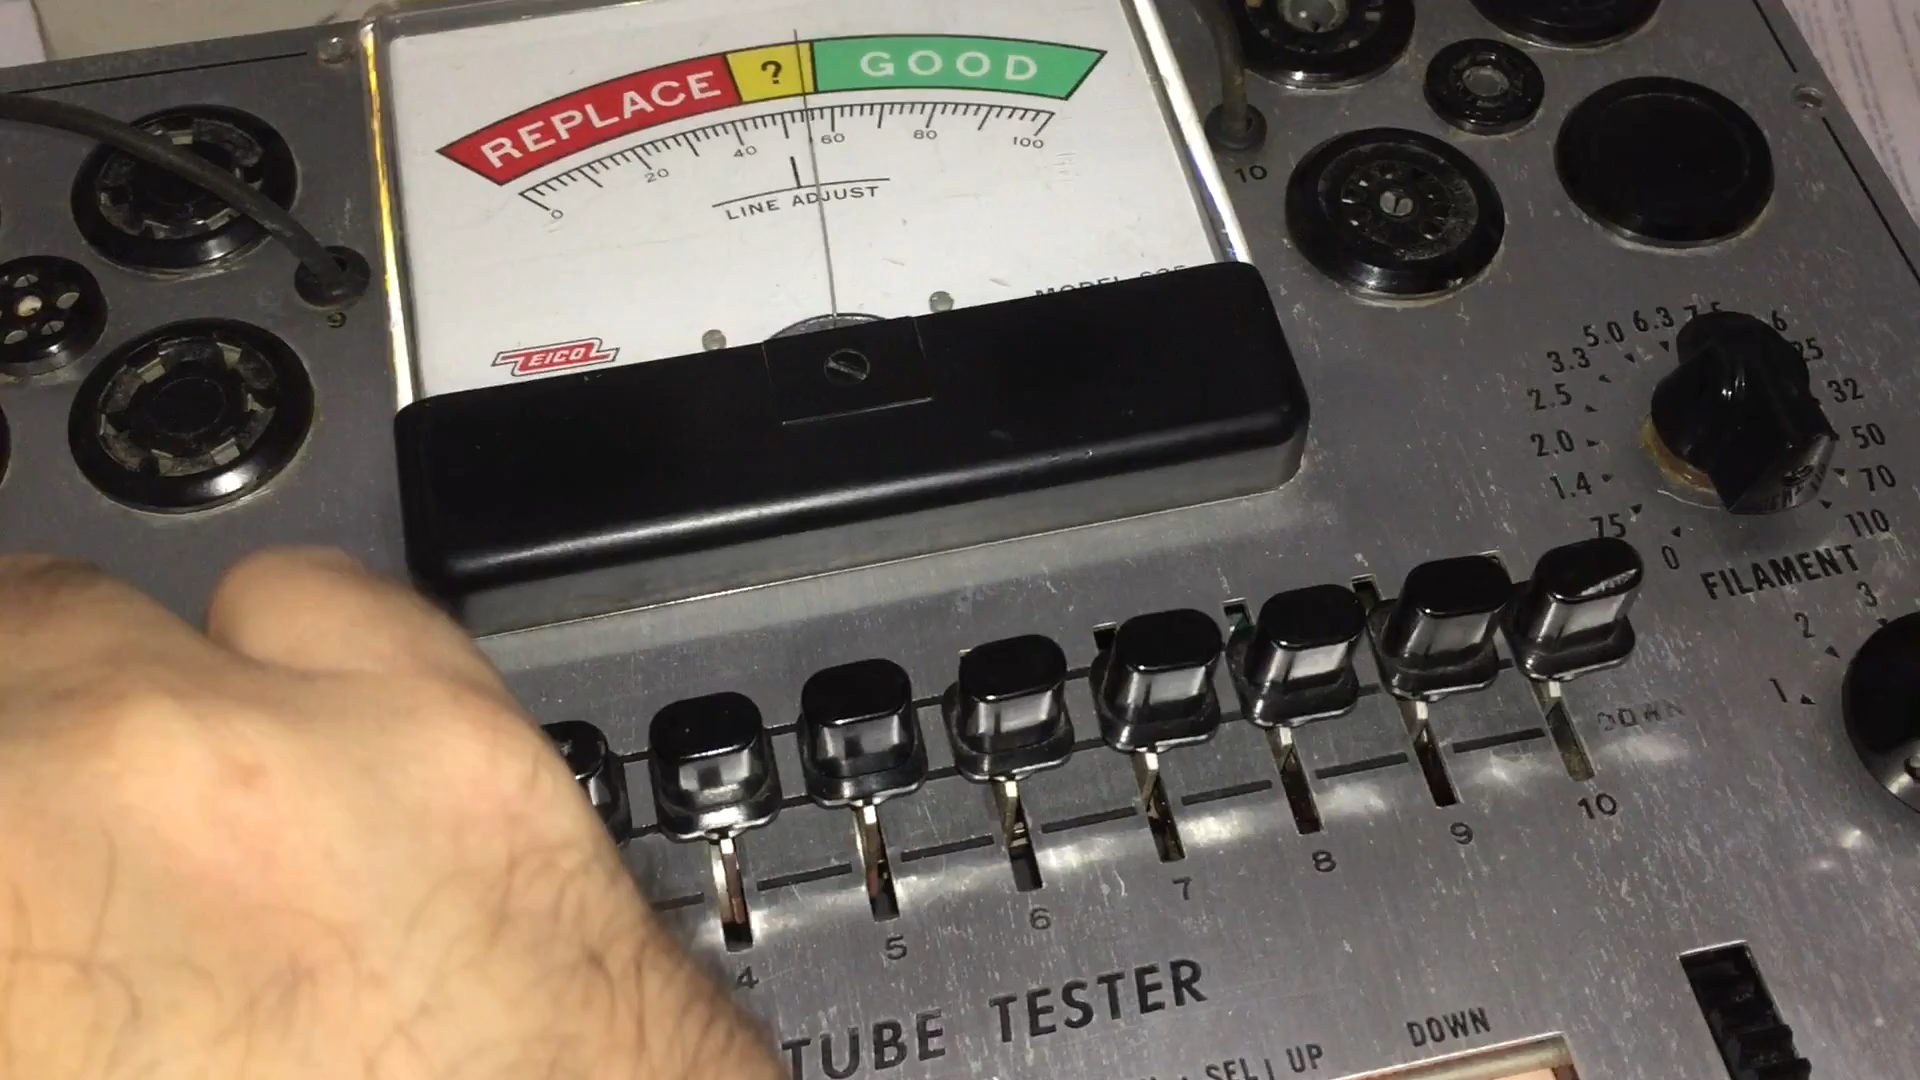 REPLACE ? GOOD
0 20 40 60 80 100
LINE ADJUST
EICO
9
10
5.0 6.3
3.3
2.5 32
2.0 50
1.4 70
75 0 110
FILAMENT
3
2
1
DOWN
4 5 6 7 8 9 10
TUBE TESTER
UP DOWN